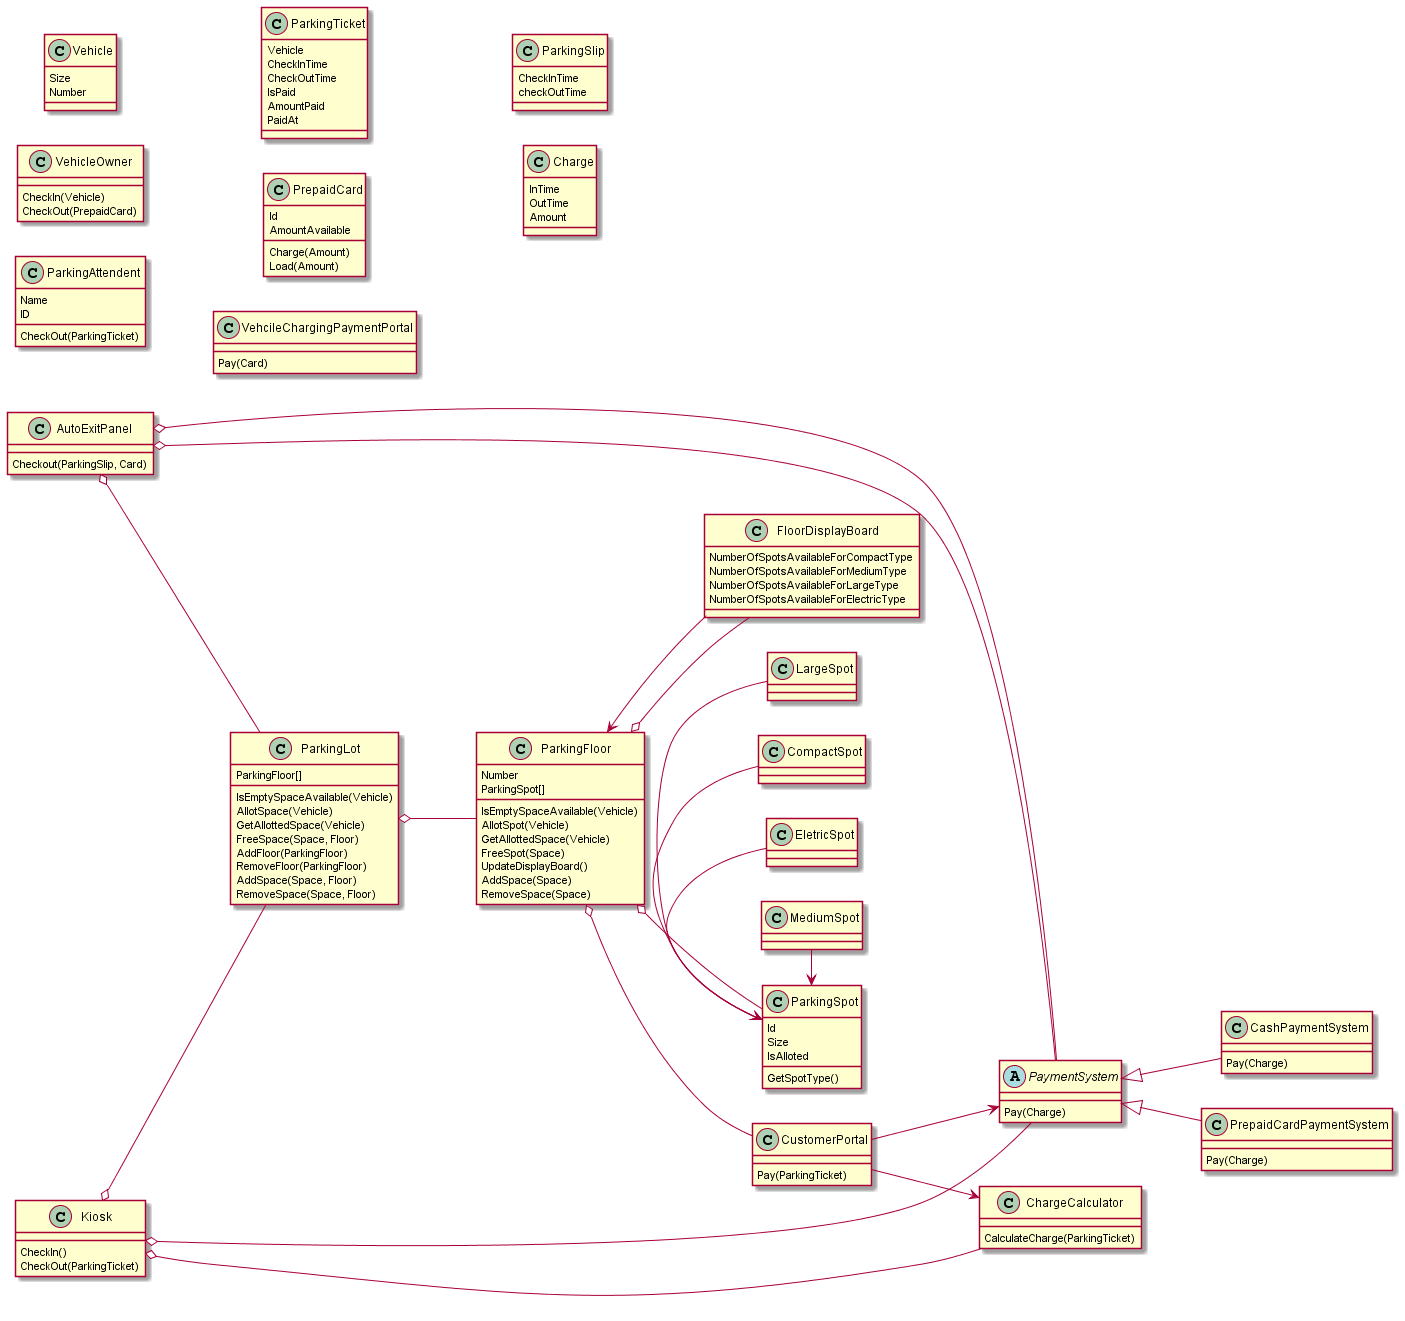 C Vehicle
Size
Number
C ParkingTicket
Vehicle
CheckInTime
CheckOutTime
IsPaid
AmountPaid
PaidAt
C ParkingSlip
CheckInTime
checkOutTime
C VehicleOwner
CheckIn(Vehicle)
CheckOut(PrepaidCard)
C PrepaidCard
Id
AmountAvailable
Charge(Amount)
Load(Amount)
C Charge
InTime
OutTime
Amount
C ParkingAttendent
Name
ID
CheckOut(ParkingTicket)
C VehcileChargingPaymentPortal
Pay(Card)
C AutoExitPanel
Checkout(ParkingSlip, Card)
C FloorDisplayBoard
NumberOfSpotsAvailableForCompactType
NumberOfSpotsAvailableForMediumType
NumberOfSpotsAvailableForLargeType
NumberOfSpotsAvailableForElectricType
C LargeSpot
C CompactSpot
C EletricSpot
C MediumSpot
C ParkingLot
ParkingFloor[]
IsEmptySpaceAvailable(Vehicle)
AllotSpace(Vehicle)
GetAllottedSpace(Vehicle)
FreeSpace(Space, Floor)
AddFloor(ParkingFloor)
RemoveFloor(ParkingFloor)
AddSpace(Space, Floor)
RemoveSpace(Space, Floor)
C ParkingFloor
Number
ParkingSpot[]
IsEmptySpaceAvailable(Vehicle)
AllotSpot(Vehicle)
GetAllottedSpace(Vehicle)
FreeSpot(Space)
UpdateDisplayBoard()
AddSpace(Space)
RemoveSpace(Space)
C ParkingSpot
Id
Size
IsAlloted
GetSpotType()
A PaymentSystem
Pay(Charge)
C CashPaymentSystem
Pay(Charge)
C PrepaidCardPaymentSystem
Pay(Charge)
C CustomerPortal
Pay(ParkingTicket)
C ChargeCalculator
CalculateCharge(ParkingTicket)
C Kiosk
CheckIn()
CheckOut(ParkingTicket)